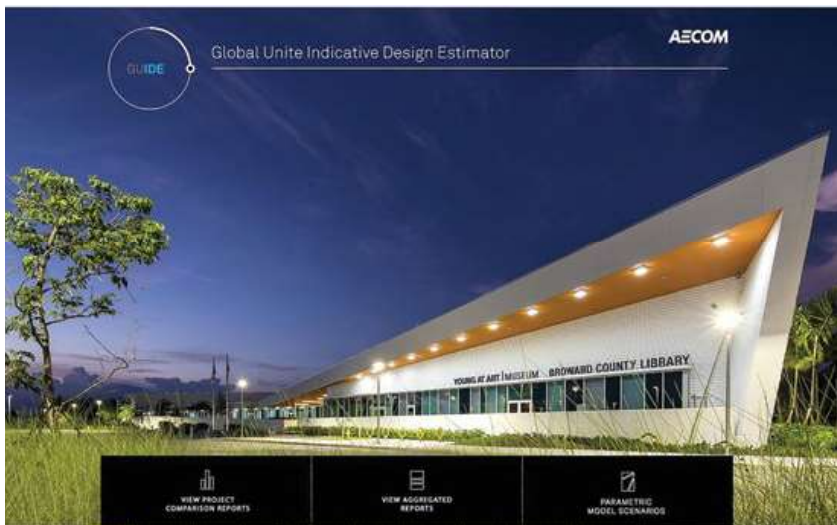 GUIDE
Global Unite Indicative Design Estimator
AECOM
YOUNG AT ART | MUSEUM BROWARD COUNTY LIBRARY
VIEW PROJECT
COMPARISON REPORTS
VIEW AGGREGATED
REPORTS
PARAMETRIC
MODEL SCENARIOS